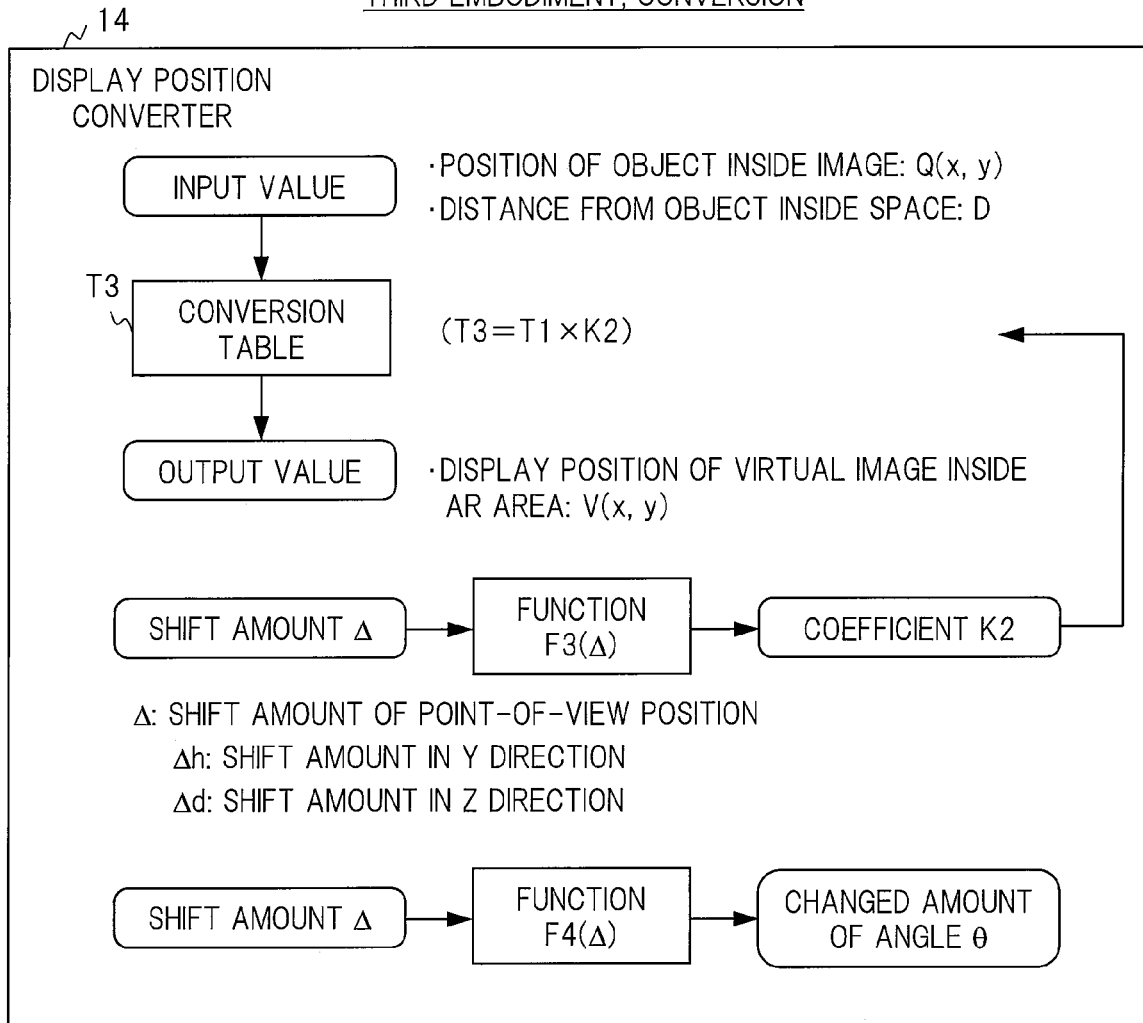 THIRD EMBODIMENT, CONVERSION
14
DISPLAY POSITION
CONVERTER
INPUT VALUE
·POSITION OF OBJECT INSIDE IMAGE: Q(x, y)
·DISTANCE FROM OBJECT INSIDE SPACE: D
T3
CONVERSION
TABLE
(T3=T1×K2)
OUTPUT VALUE
·DISPLAY POSITION OF VIRTUAL IMAGE INSIDE
AR AREA: V(x, y)
SHIFT AMOUNT Δ
FUNCTION
F3(Δ)
COEFFICIENT K2
Δ: SHIFT AMOUNT OF POINT-OF-VIEW POSITION
Δh: SHIFT AMOUNT IN Y DIRECTION
Δd: SHIFT AMOUNT IN Z DIRECTION
SHIFT AMOUNT Δ
FUNCTION
F4(Δ)
CHANGED AMOUNT
OF ANGLE θ